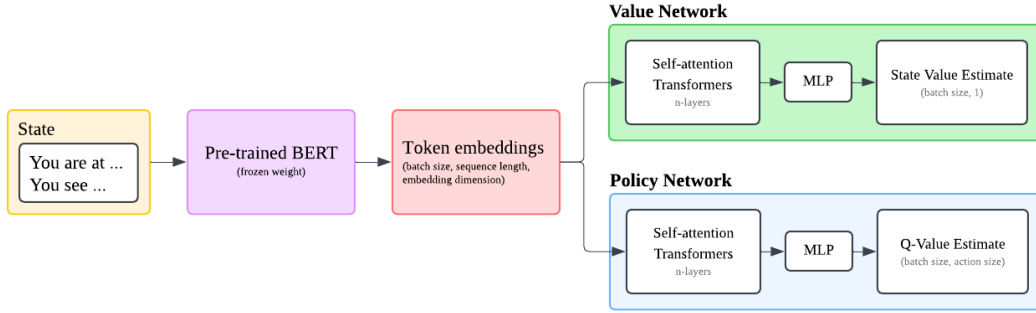 Value Network
Self-attention
Transformers
n-layers
MLP
State Value Estimate
(batch size, 1)
State
You are at ...
You see ...
Pre-trained BERT
(frozen weight)
Token embeddings
(batch size, sequence length,
embedding dimension)
Policy Network
Self-attention
Transformers
n-layers
MLP
Q-Value Estimate
(batch size, action size)